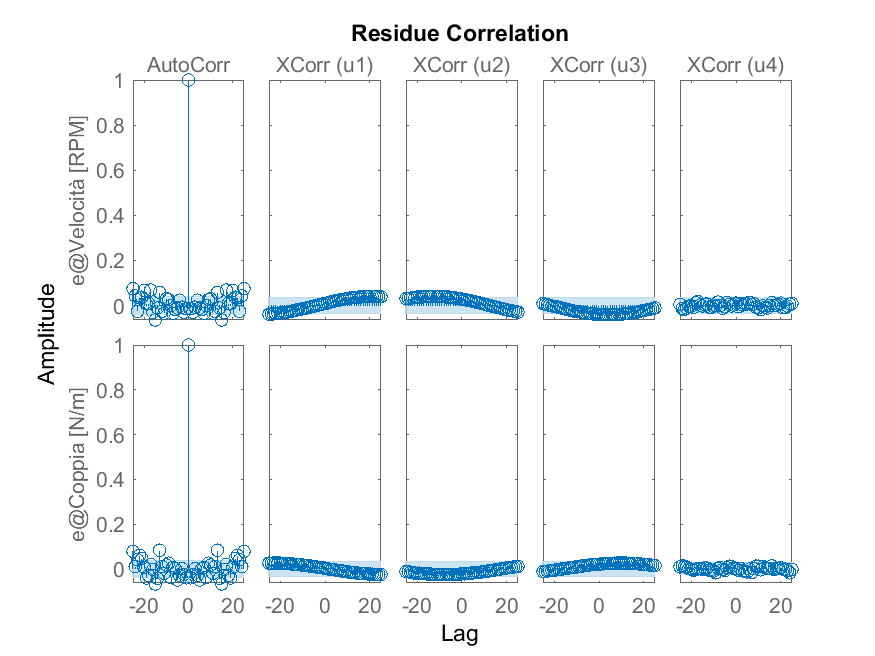 Residue Correlation
AutoCorr
XCorr (u1)
XCorr (u2)
XCorr (u3)
XCorr (u4)
e@Velocità [RPM]
1
0.8
0.6
0.4
0.2
0
Amplitude
e@Coppia [N/m]
1
0.8
0.6
0.4
0.2
0
-20 0 20
-20 0 20
-20 0 20
-20 0 20
-20 0 20
Lag